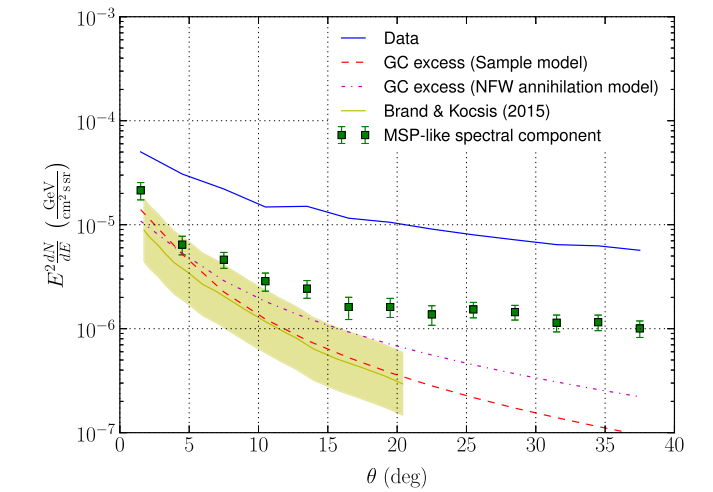 10⁻³
Data
GC excess (Sample model)
GC excess (NFW annihilation model)
Brand & Kocsis (2015)
MSP-like spectral component
10⁻⁴
10⁻⁵
10⁻⁶
10⁻⁷
E² dN/dE (GeV/cm² s sr)
0 5 10 15 20 25 30 35 40
θ (deg)